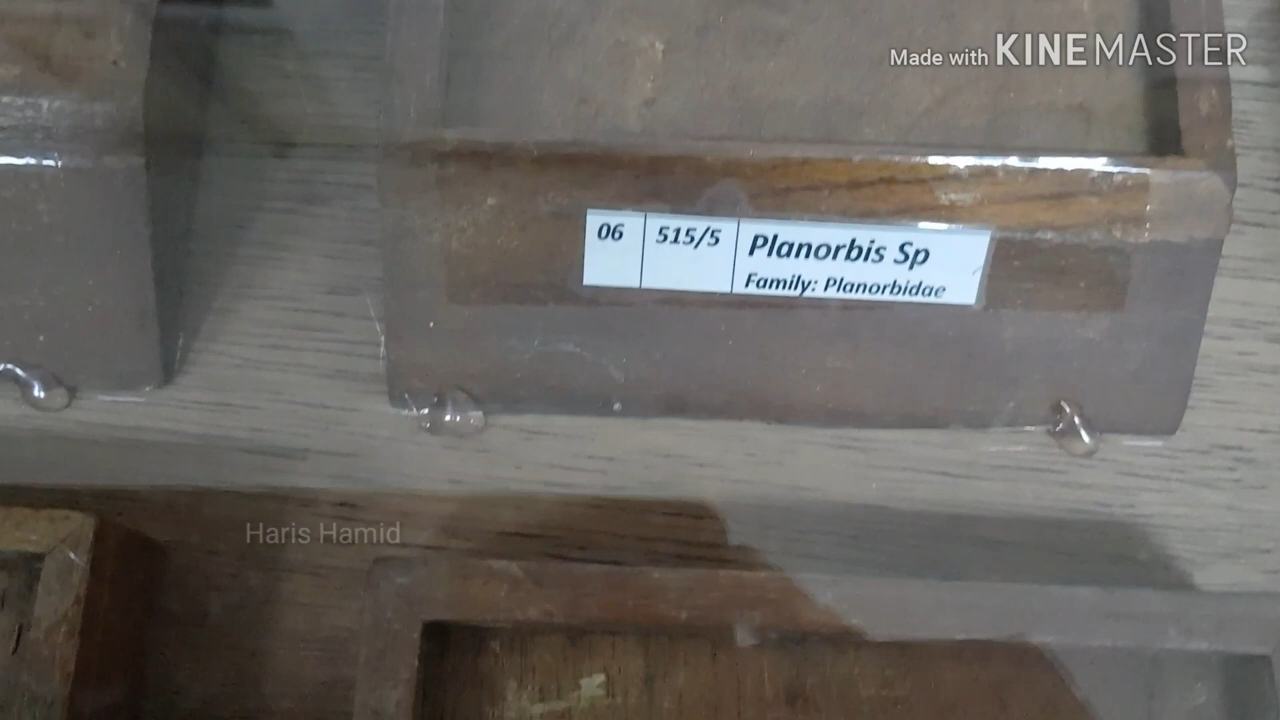 Made with KINEMASTER
06 515/5 Planorbis Sp
Family: Planorbidae
Haris Hamid